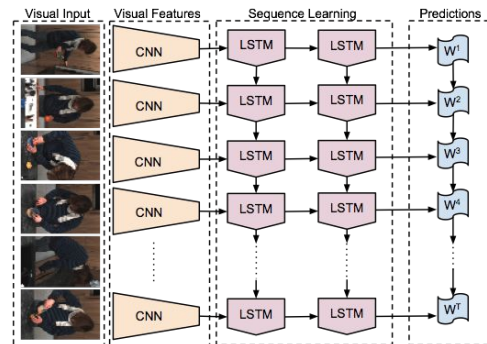 Visual Input Visual Features Sequence Learning Predictions
CNN LSTM LSTM W¹
CNN LSTM LSTM W²
CNN LSTM LSTM W³
CNN LSTM LSTM W⁴
CNN LSTM LSTM Wᵀ